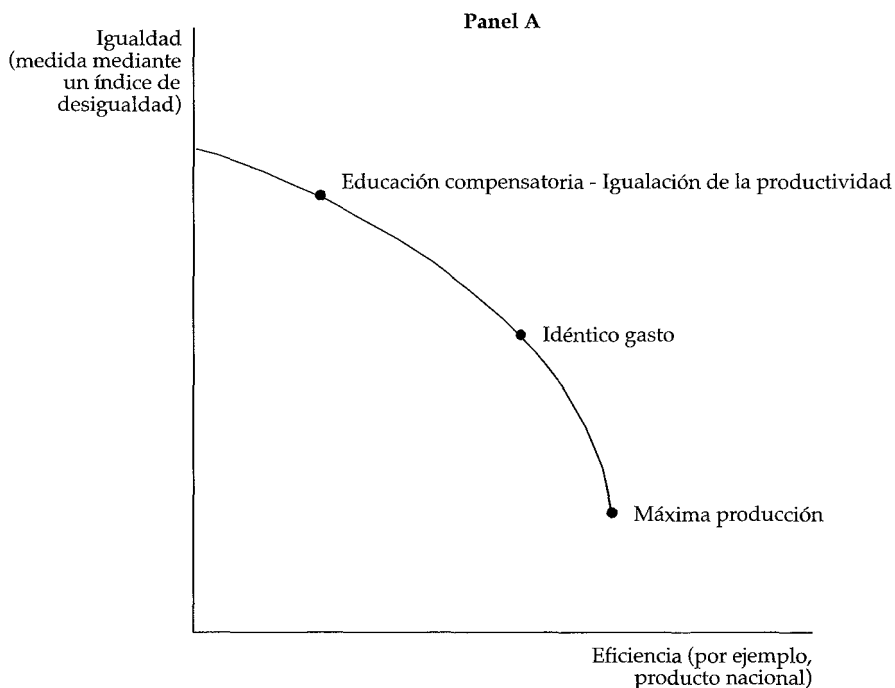 Panel A
Igualdad
(medida mediante
un índice de
desigualdad)
Educación compensatoria - Igualación de la productividad
Idéntico gasto
Máxima producción
Eficiencia (por ejemplo,
producto nacional)